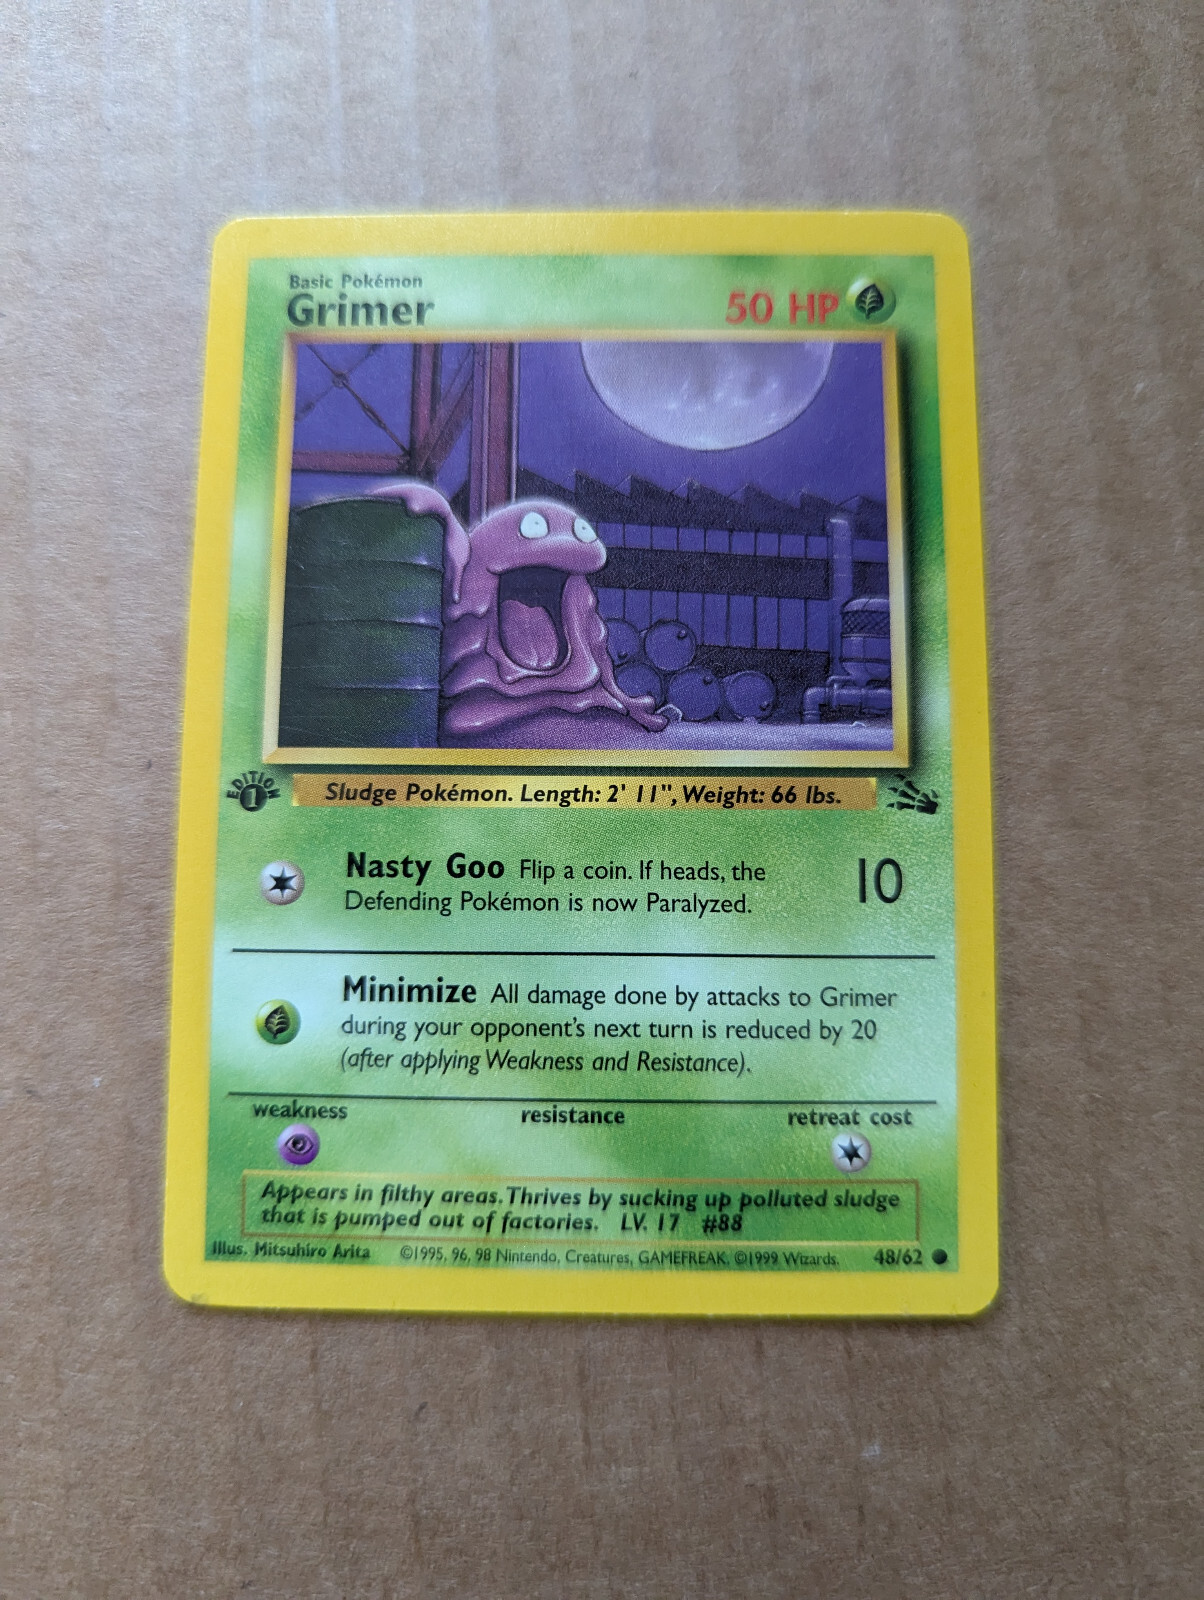 Basic Pokémon
Grimer
50 HP
EDITION
1
Sludge Pokémon. Length: 2' 11", Weight: 66 lbs.
Nasty Goo Flip a coin. If heads, the
Defending Pokémon is now Paralyzed.
10
Minimize All damage done by attacks to Grimer
during your opponent's next turn is reduced by 20
(after applying Weakness and Resistance).
weakness
resistance
retreat cost
Appears in filthy areas. Thrives by sucking up polluted sludge
that is pumped out of factories. LV. 17 #88
Illus. Mitsuhiro Arita ©1995, 96, 98 Nintendo, Creatures, GAMEFREAK. ©1999 Wizards. 48/62